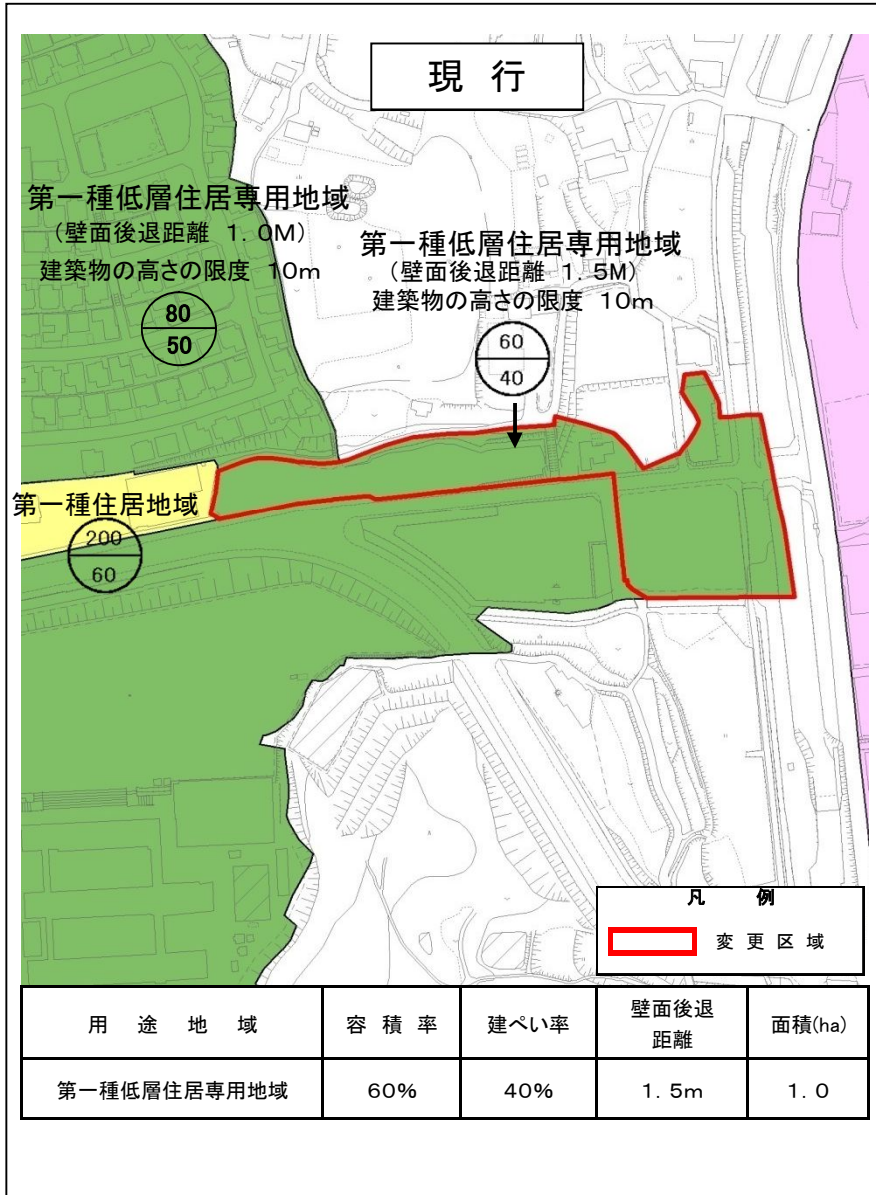 現 行
第一種低層住居専用地域
（壁面後退距離 １．０Ｍ）
建築物の高さの限度 10ｍ
80
50
第一種低層住居専用地域
（壁面後退距離 １．５Ｍ）
建築物の高さの限度 10ｍ
60
40
第一種住居地域
200
60
凡 例
変 更 区 域
用 途 地 域 容 積 率 建ぺい率 壁面後退 面積(ha)
距離
第一種低層住居専用地域 60% 40% １．５ｍ １．０